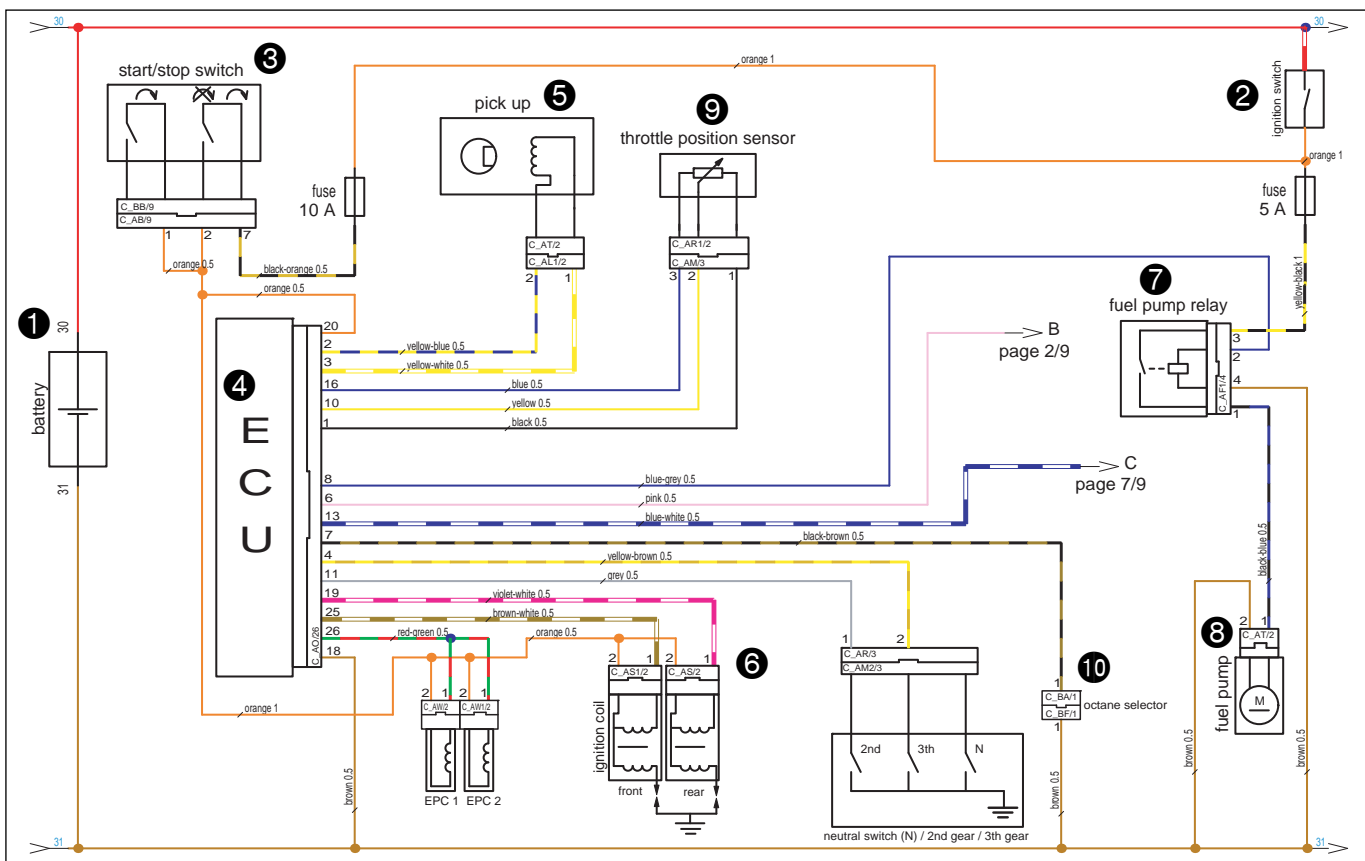 30
30
start/stop switch
3
orange 1
pick up
5
9
throttle position sensor
2
ignition switch
orange 1
fuse
10 A
fuse
5 A
C_BB/9
C_AB/9
1
2
7
orange 0.5
black-orange 0.5
orange 0.5
C_AT/2
C_AL1/2
2
1
C_AR1/2
C_AM/3
3
2
1
yellow-black 1
7
fuel pump relay
3
2
4
1
C_AF1/4
1
30
battery
31
4
E
C
U
C_AO/26
20
2
yellow-blue 0.5
3
yellow-white 0.5
16
blue 0.5
10
yellow 0.5
1
black 0.5
B
page 2/9
C
page 7/9
8
blue-grey 0.5
6
pink 0.5
13
blue-white 0.5
7
black-brown 0.5
4
yellow-brown 0.5
11
grey 0.5
19
violet-white 0.5
25
brown-white 0.5
26
red-green 0.5
orange 0.5
18
orange 1
brown 0.5
2
1
2
1
C_AW/2
C_AW1/2
EPC 1
EPC 2
2
1
2
1
C_AS1/2
C_AS/2
6
ignition coil
front
rear
1
2
C_AR/3
C_AM2/3
2nd
3th
N
neutral switch (N) / 2nd gear / 3th gear
10
1
C_BA/1
C_BF/1
1
octane selector
brown 0.5
black-blue 0.5
8
2
1
C_AT/2
fuel pump
M
brown 0.5
brown 0.5
31
31